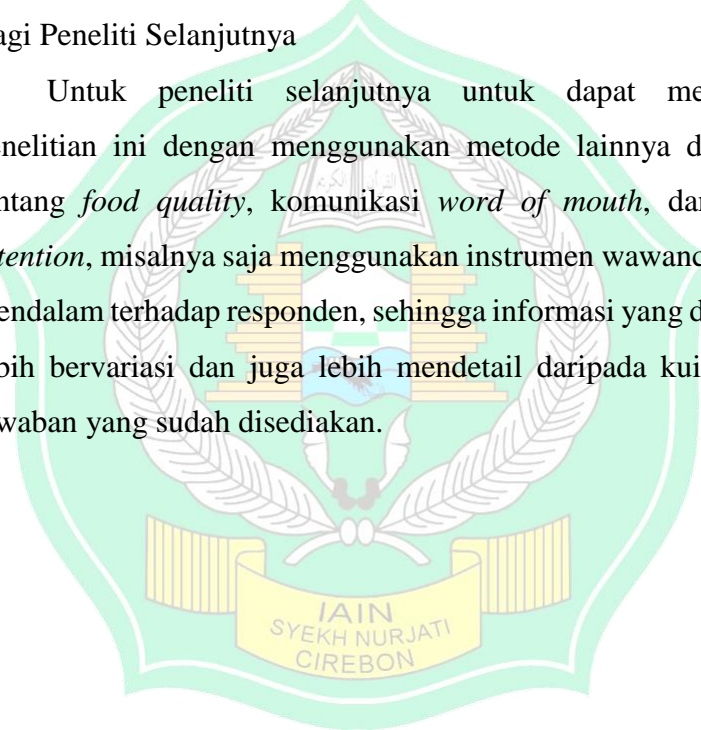 agi Peneliti Selanjutnya
Untuk peneliti selanjutnya untuk dapat me
enelitian ini dengan menggunakan metode lainnya d
ntang food quality, komunikasi word of mouth, dar
tention, misalnya saja menggunakan instrumen wawanc
endalam terhadap responden, sehingga informasi yang d
bih bervariasi dan juga lebih mendetail daripada kui
waban yang sudah disediakan.
IAIN
SYEKH NURJATI
CIREBON